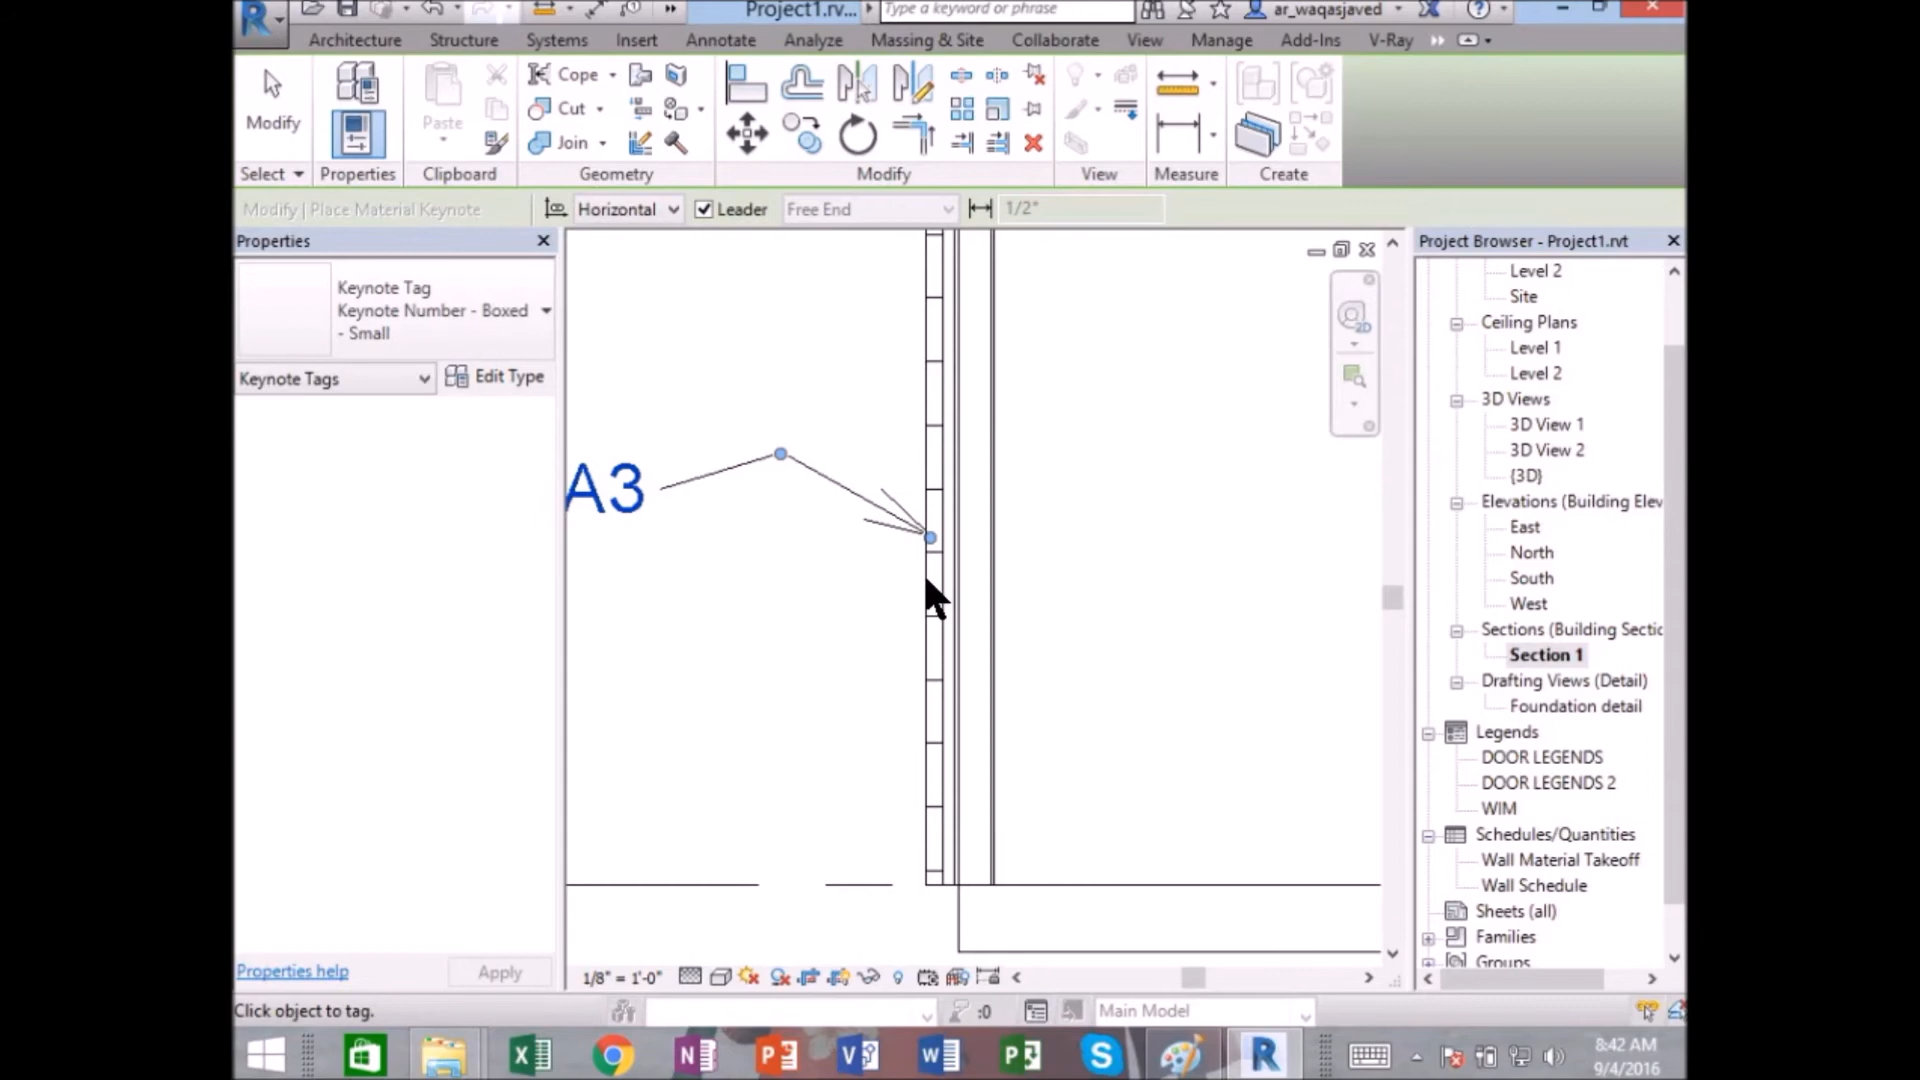 Project1.rv...
Type a keyword or phrase
ar_waqasjaved
Architecture Structure Systems Insert Annotate Analyze Massing & Site Collaborate View Manage Add-Ins V-Ray
Modify
Paste
Cope
Cut
Join
Select Properties Clipboard Geometry Modify View Measure Create
Modify | Place Material Keynote
Horizontal
Leader
Free End
1/2"
Properties
Keynote Tag
Keynote Number - Boxed
- Small
Keynote Tags
Edit Type
Properties help
Apply
A3
2D
1/8" = 1'-0"
Project Browser - Project1.rvt
Level 2
Site
Ceiling Plans
Level 1
Level 2
3D Views
3D View 1
3D View 2
{3D}
Elevations (Building Elev
East
North
South
West
Sections (Building Sectic
Section 1
Drafting Views (Detail)
Foundation detail
Legends
DOOR LEGENDS
DOOR LEGENDS 2
WIM
Schedules/Quantities
Wall Material Takeoff
Wall Schedule
Sheets (all)
Families
Groups
Click object to tag.
:0
Main Model
8:42 AM
9/4/2016